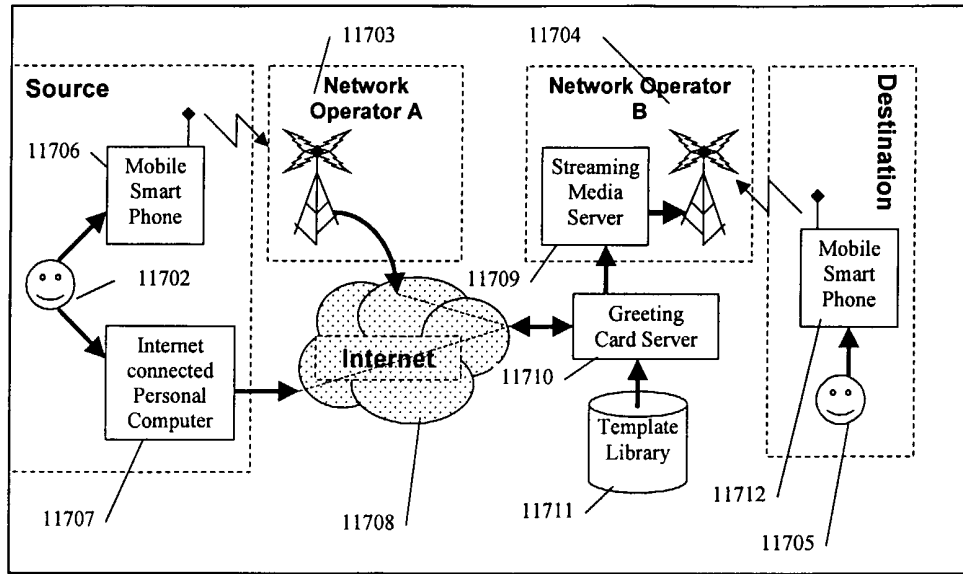 11703
11704
Source
Network
Operator A
Network Operator
B
Destination
11706
Mobile
Smart
Phone
Streaming
Media
Server
11702
11709
Mobile
Smart
Phone
Internet
connected
Personal
Computer
Internet
Greeting
Card Server
11710
Template
Library
11707
11708
11711
11712
11705